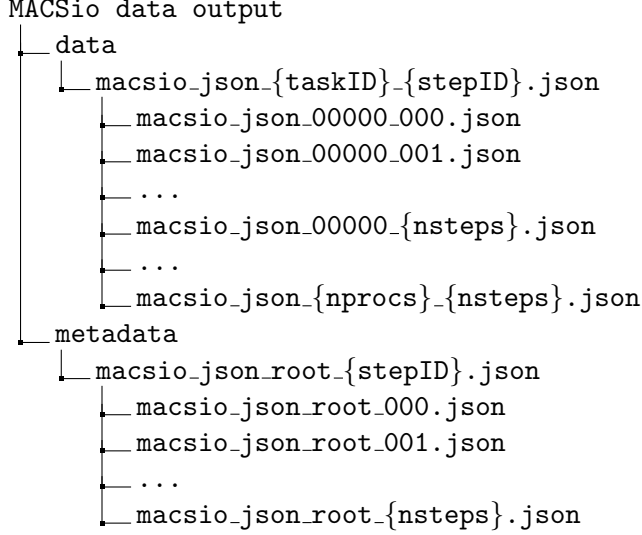 MACSio data output
data
macsio_json_{taskID}_{stepID}.json
macsio_json_00000_000.json
macsio_json_00000_001.json
...
macsio_json_00000_{nsteps}.json
...
macsio_json_{nprocs}_{nsteps}.json
metadata
macsio_json_root_{stepID}.json
macsio_json_root_000.json
macsio_json_root_001.json
...
macsio_json_root_{nsteps}.json